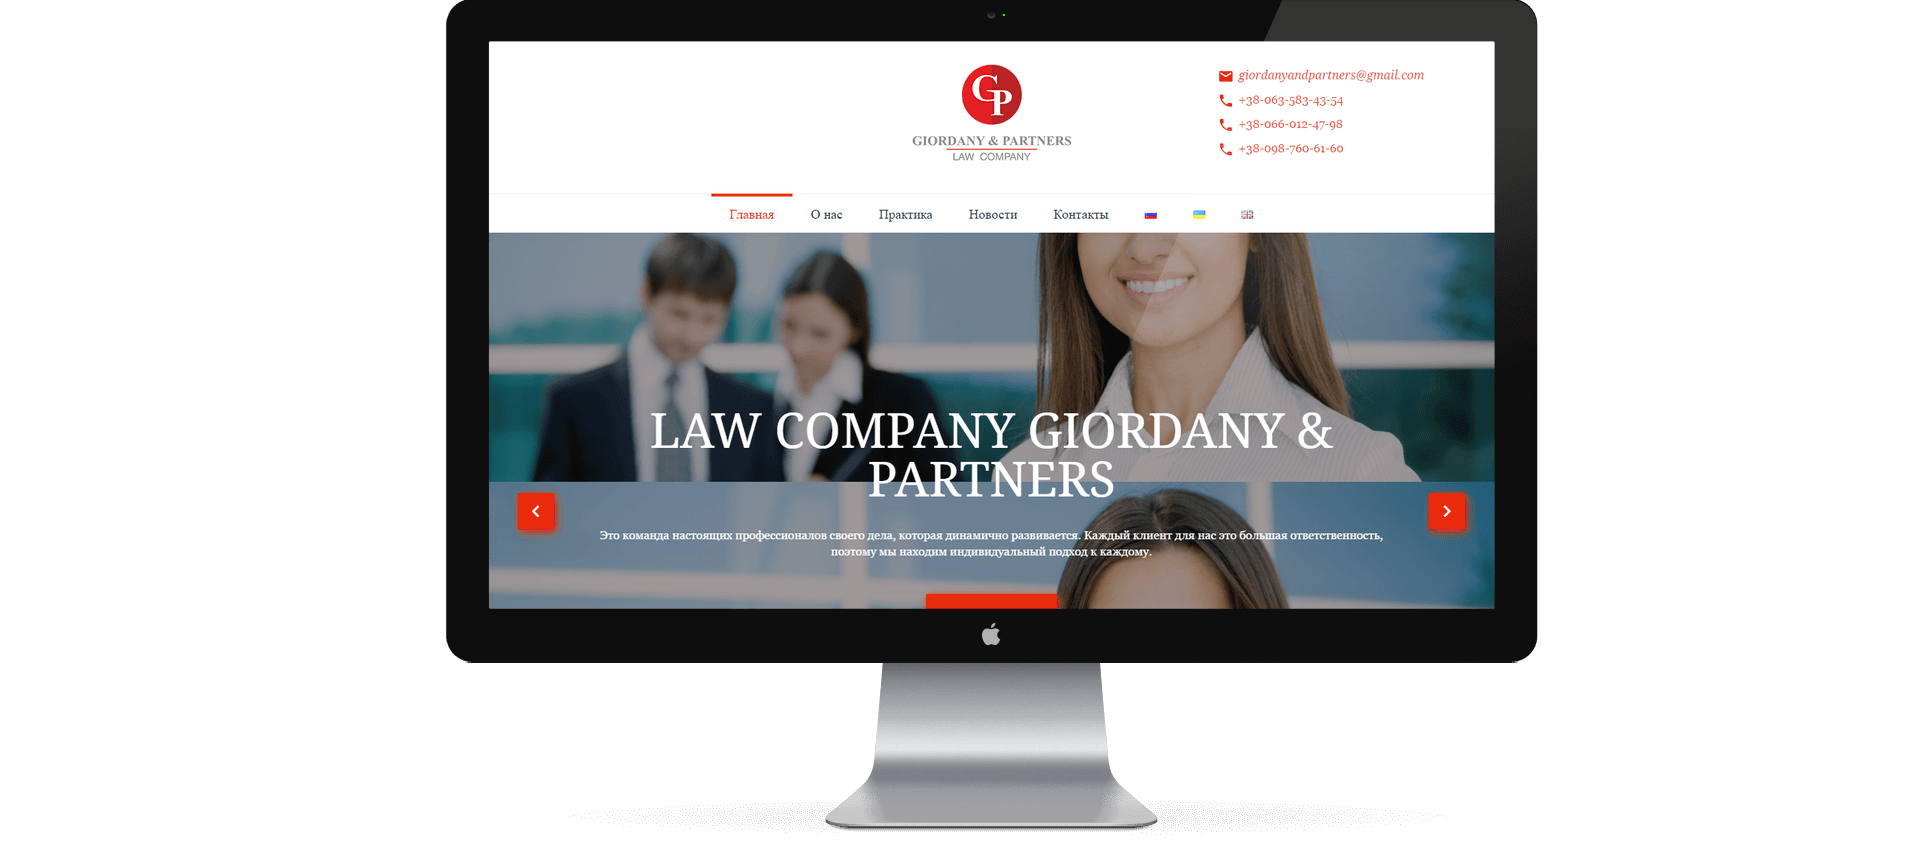 GP
GIORDANY & PARTNERS
LAW COMPANY
giordanyandpartners@gmail.com
+38-063-583-43-54
+38-066-012-47-98
+38-098-760-61-60
Главная О нас Практика Новости Контакты
LAW COMPANY GIORDANY &
PARTNERS
Это команда настоящих профессионалов своего дела, которая динамично развивается. Каждый клиент для нас это большая ответственность,
поэтому мы находим индивидуальный подход к каждому.